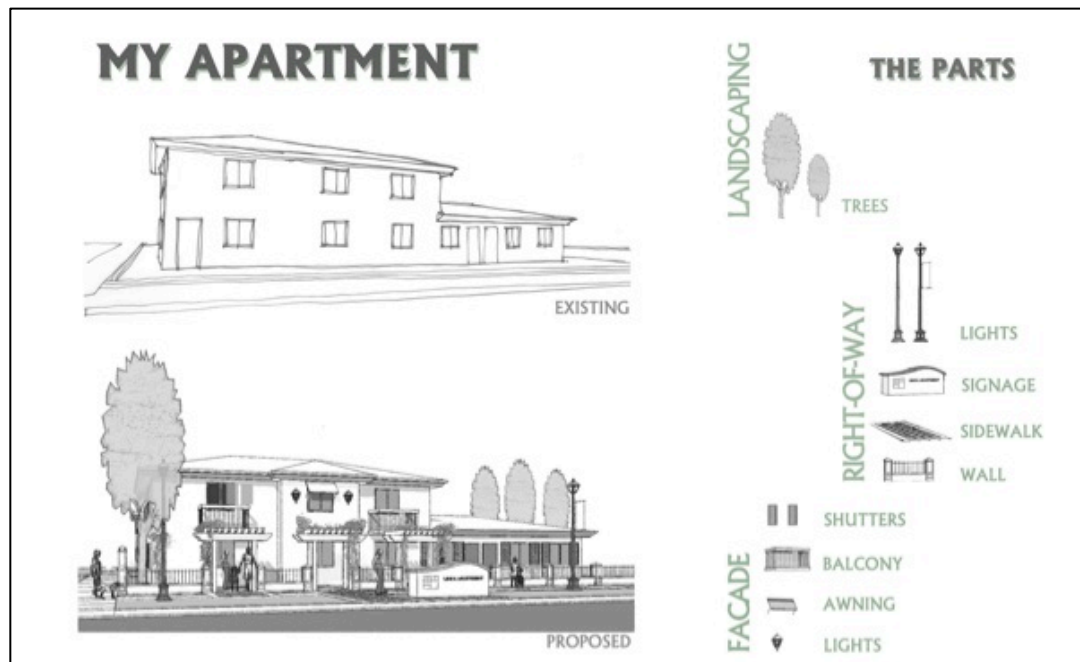 MY APARTMENT
EXISTING
PROPOSED
THE PARTS
LANDSCAPING
TREES
RIGHT-OF-WAY
LIGHTS
SIGNAGE
SIDEWALK
WALL
FACADE
SHUTTERS
BALCONY
AWNING
LIGHTS